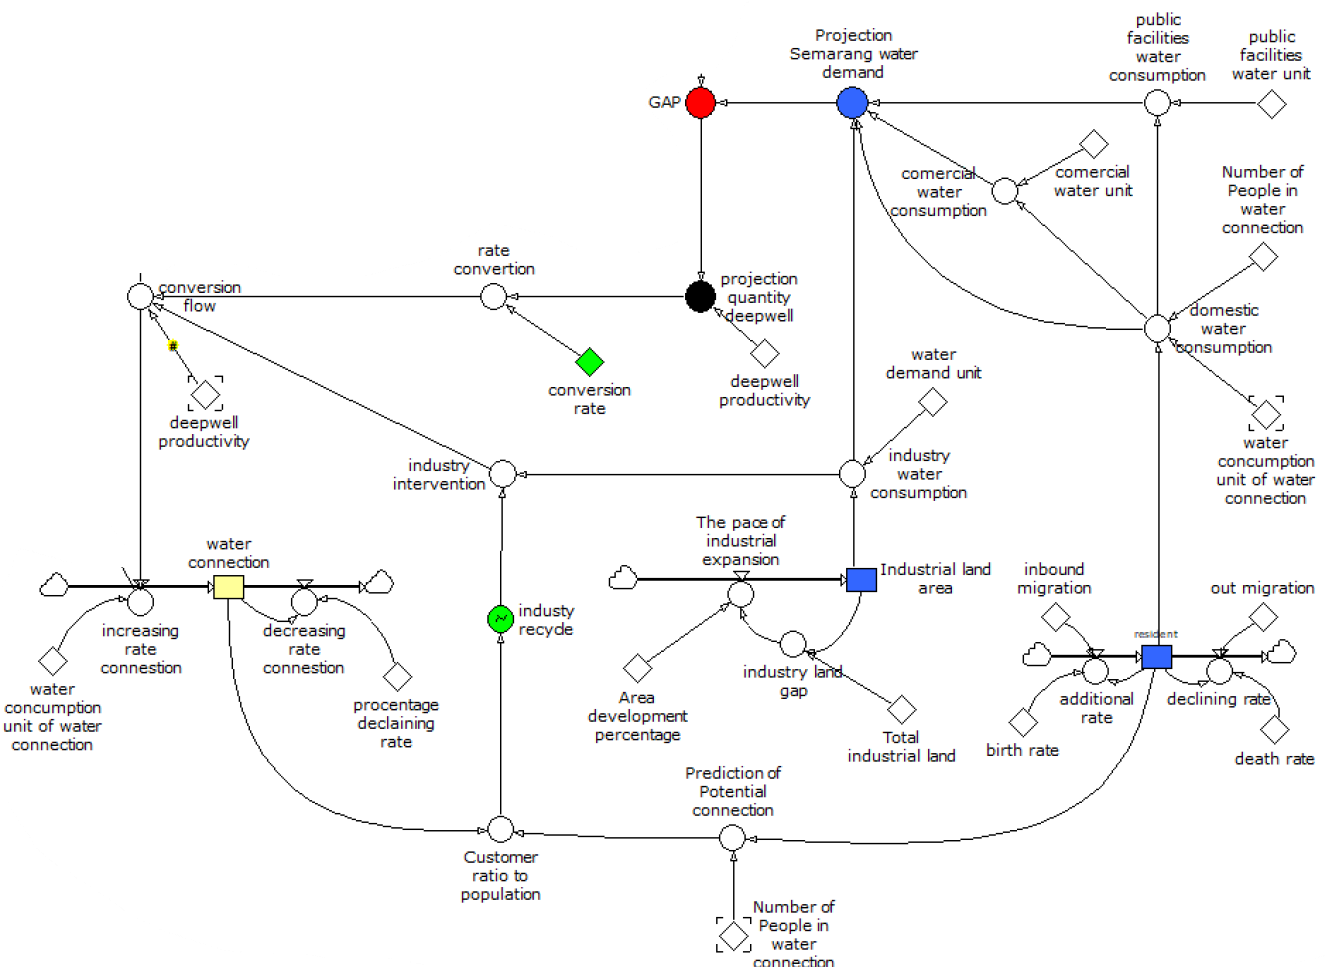 Projection
Semarang water
demand
public
facilities
water
consumption
public
facilities
water unit
GAP
comercial
water
consumption
comercial
water unit
Number of
People in
water
connection
rate
convertion
conversion
flow
projection
quantity
deepwell
domestic
water
consumption
#
deepwell
productivity
conversion
rate
deepwell
productivity
water
demand unit
water
concumption
unit of water
connection
industry
intervention
industry
water
consumption
water
connection
The pace of
industrial
expansion
Industrial land
area
inbound
migration
out migration
increasing
rate
connestion
decreasing
rate
connestion
industy
recycle
resident
water
concumption
unit of water
connection
procentage
declaining
rate
industry land
gap
Area
development
percentage
Total
industrial land
additional
rate
declining rate
birth rate
death rate
Prediction of
Potential
connection
Customer
ratio to
population
Number of
People in
water
connection